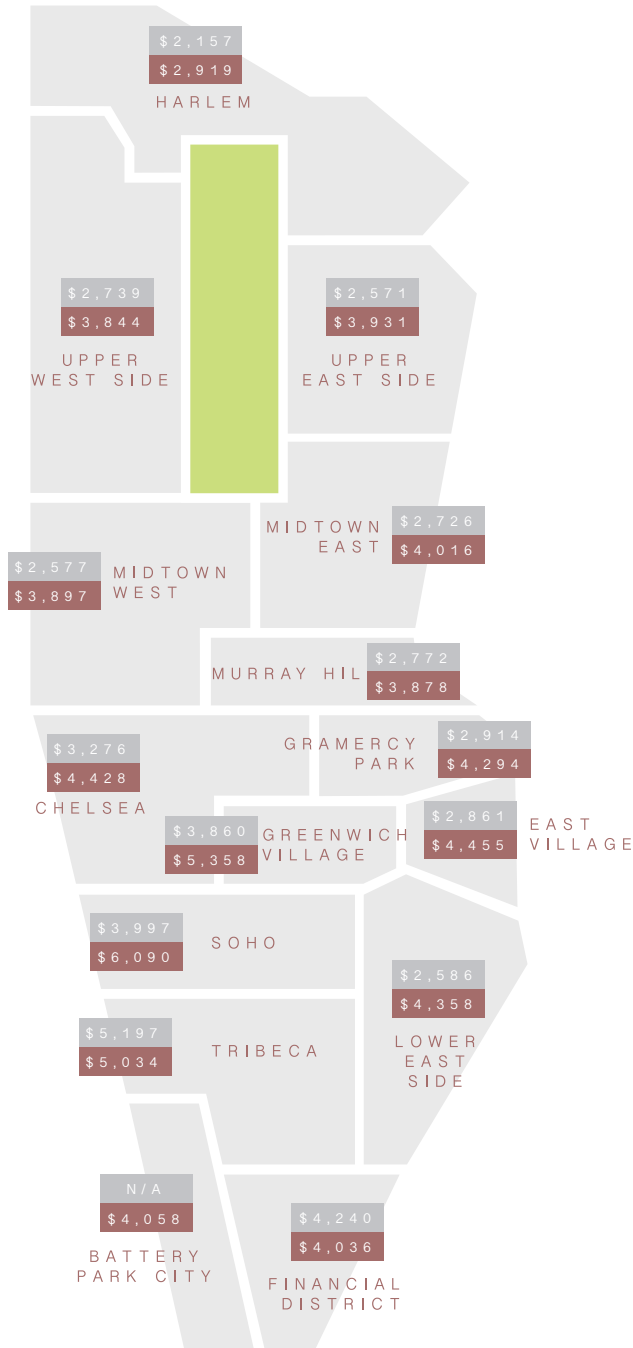 $2,157
$2,919
HARLEM
$2,739
$3,844
UPPER
WEST SIDE
$2,571
$3,931
UPPER
EAST SIDE
MIDTOWN
EAST
$2,726
$4,016
$2,577
$3,897
MIDTOWN
WEST
MURRAY HIL
$2,772
$3,878
$3,276
$4,428
CHELSEA
GRAMERCY
PARK
$2,914
$4,294
$3,860
$5,358
GREENWICH
VILLAGE
$2,861
$4,455
EAST
VILLAGE
$3,997
$6,090
SOHO
$2,586
$4,358
LOWER
EAST
SIDE
$5,197
$5,034
TRIBECA
N/A
$4,058
BATTERY
PARK CITY
$4,240
$4,036
FINANCIAL
DISTRICT